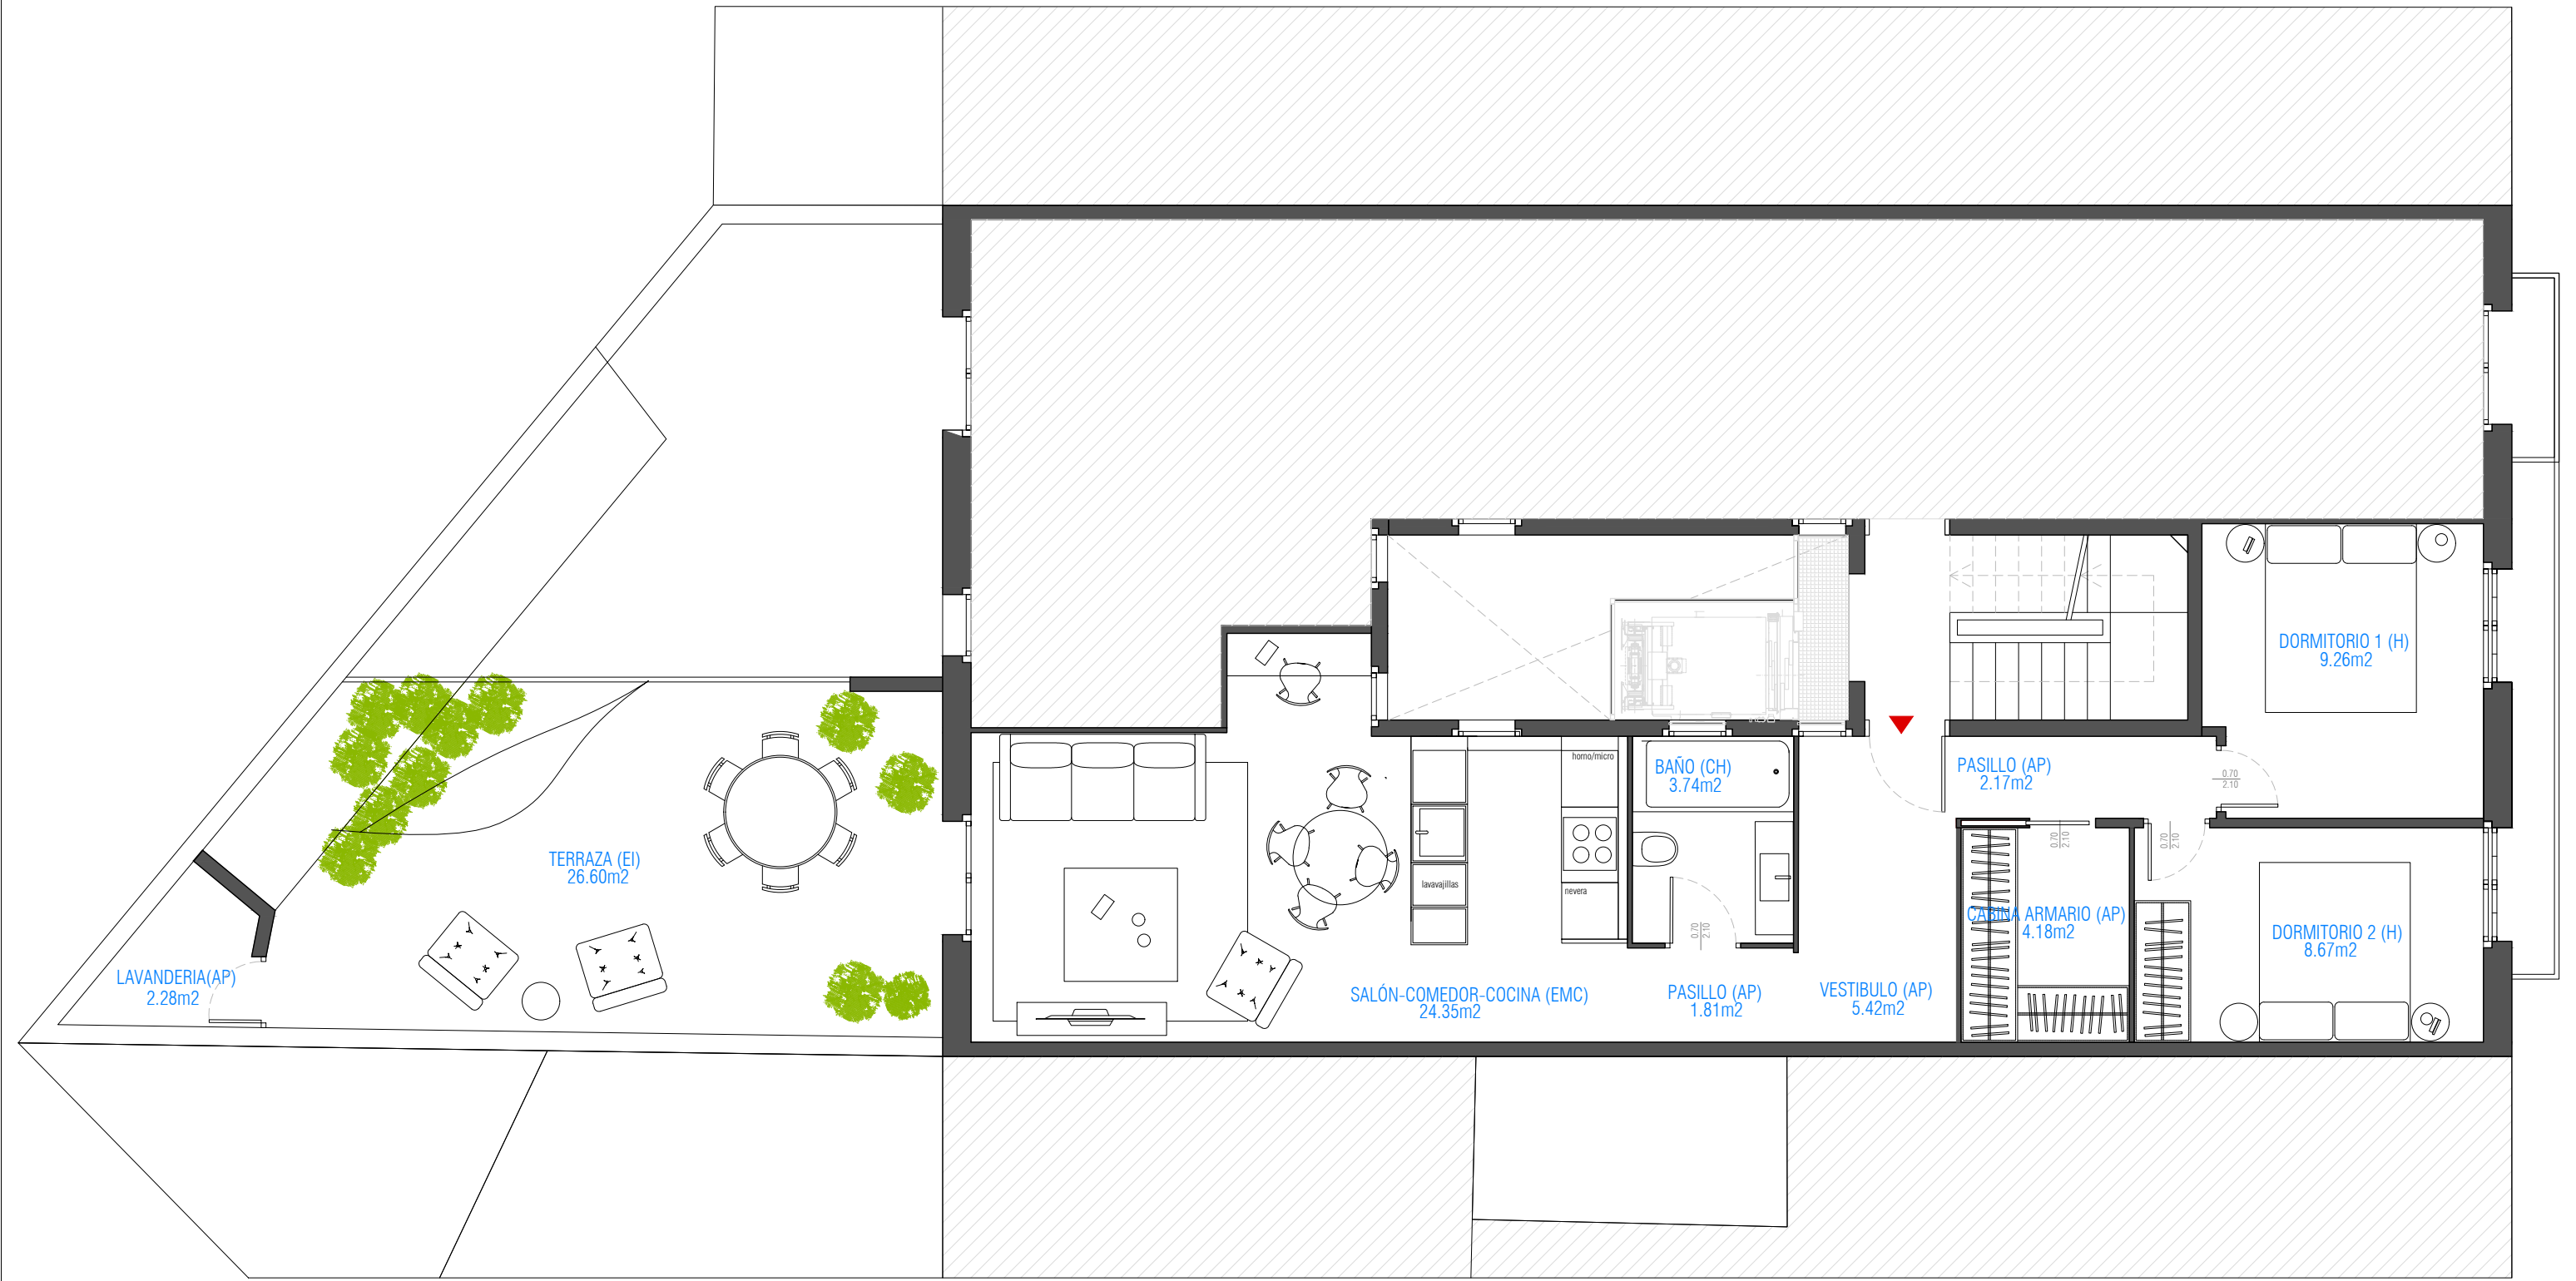 DORMITORIO 1 (H)
9.26m2
horno/micro
BAÑO (CH)
3.74m2
PASILLO (AP)
2.17m2
0.70
2.10
0.70
2.10
0.70
2.10
TERRAZA (EI)
26.60m2
lavavajillas
nevera
CABINA ARMARIO (AP)
4.18m2
0.70
2.10
DORMITORIO 2 (H)
8.67m2
LAVANDERIA(AP)
2.28m2
SALÓN-COMEDOR-COCINA (EMC)
24.35m2
PASILLO (AP)
1.81m2
VESTIBULO (AP)
5.42m2